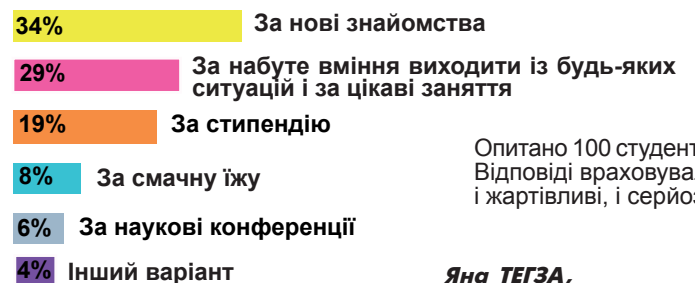 34% За нові знайомства
29% За набуте вміння виходити із будь-яких
ситуацій і за цікаві заняття
19% За стипендію
8% За смачну їжу
6% За наукові конференції
4% Інший варіант
Опитано 100
Відповіді
і жартівливі, і
Яна ТЕГЗА,